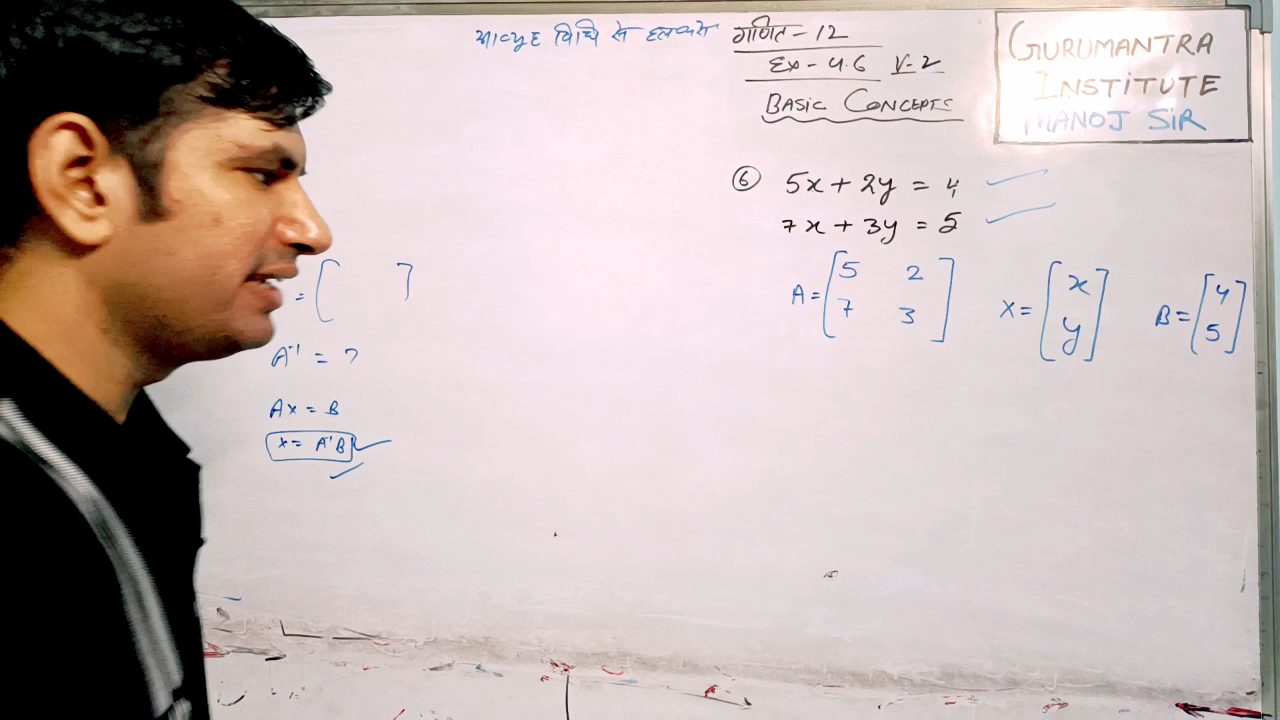 आव्यूह विधि से हल करो
गणित - 12
Ex - 4.6 V-2
BASIC CONCEPTS
GURUMANTRA
INSTITUTE
MANOJ SIR
⑥ 5x + 2y = 4
7x + 3y = 5
A = [5 2
7 3]
X = [x
y]
B = [4
5]
= [ ]
A⁻¹ = ?
AX = B
X = A⁻¹B